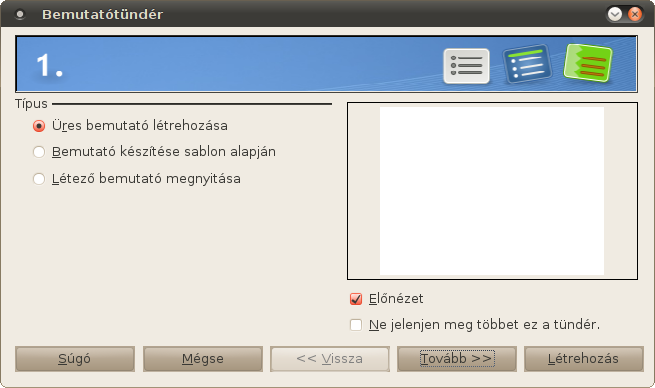 Bemutatótündér
1.
Típus
Üres bemutató létrehozása
Bemutató készítése sablon alapján
Létező bemutató megnyitása
Előnézet
Ne jelenjen meg többet ez a tündér.
Súgó
Mégse
<< Vissza
Tovább >>
Létrehozás